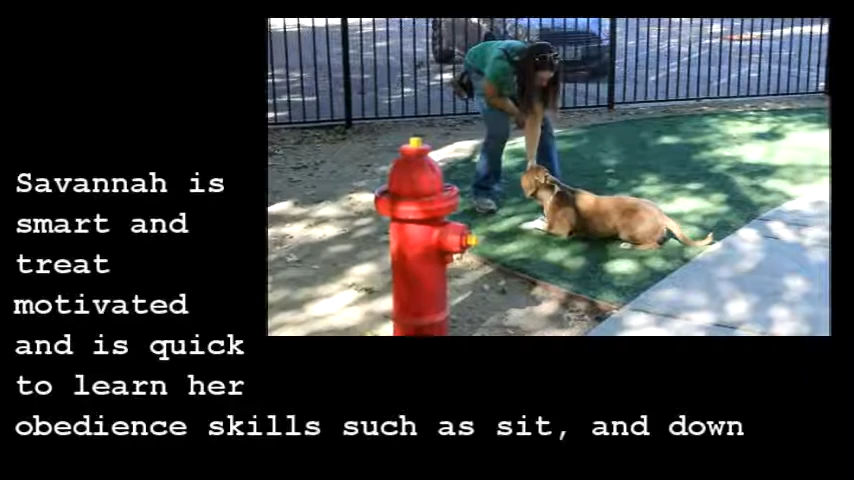 Savannah is
smart and
treat
motivated
and is quick
to learn her
obedience skills such as sit, and down